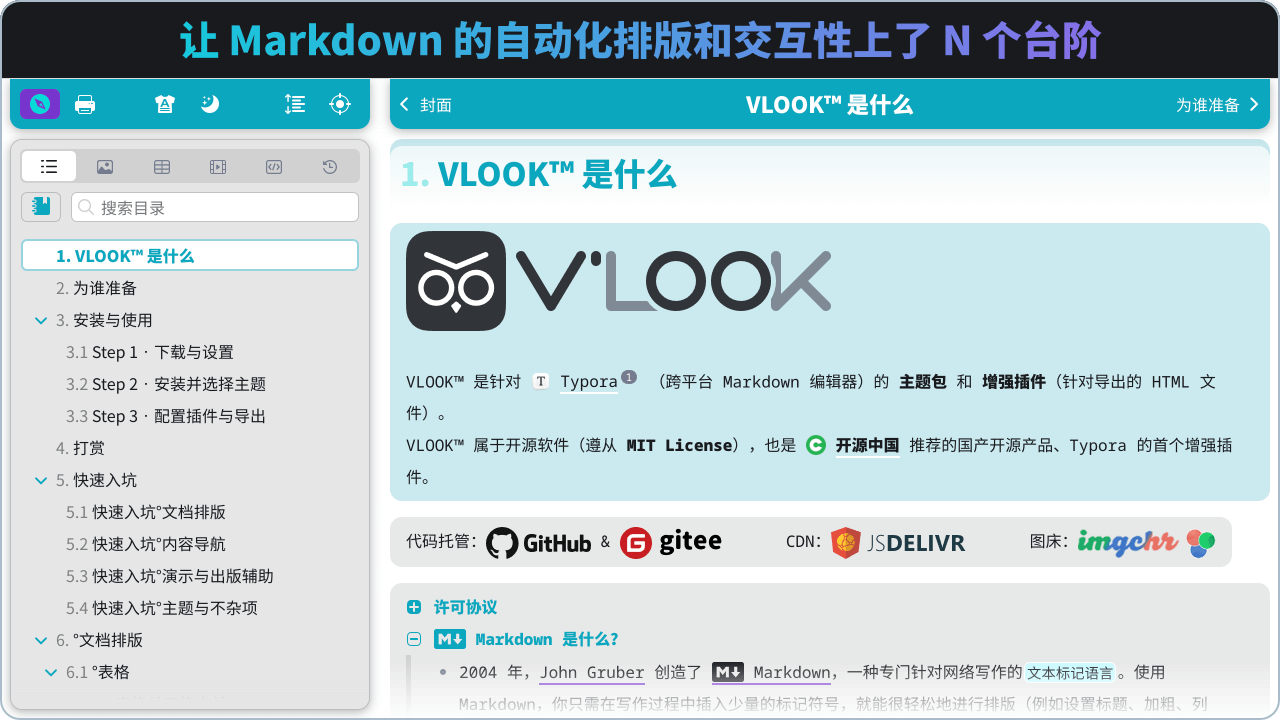 让 Markdown 的自动化排版和交互性上了 N 个台阶
封面
VLOOK™ 是什么
为谁准备
搜索目录
1. VLOOK™ 是什么
2. 为谁准备
3. 安装与使用
3.1 Step 1 · 下载与设置
3.2 Step 2 · 安装并选择主题
3.3 Step 3 · 配置插件与导出
4. 打赏
5. 快速入坑
5.1 快速入坑°文档排版
5.2 快速入坑°内容导航
5.3 快速入坑°演示与出版辅助
5.4 快速入坑°主题与不杂项
6. °文档排版
6.1 °表格
1. VLOOK™ 是什么
V'LOOK
VLOOK™ 是针对 T Typora 1 （跨平台 Markdown 编辑器）的 主题包 和 增强插件（针对导出的 HTML 文
件）。
VLOOK™ 属于开源软件（遵从 MIT License），也是 C 开源中国 推荐的国产开源产品、Typora 的首个增强插
件。
代码托管： GitHub & G gitee CDN： JSDELIVR 图床： imgchr
许可协议
M Markdown 是什么？
2004 年，John Gruber 创造了 M Markdown，一种专门针对网络写作的 文本标记语言 。使用
Markdown，你只需在写作过程中插入少量的标记符号，就能很轻松地进行排版（例如设置标题、加粗、列